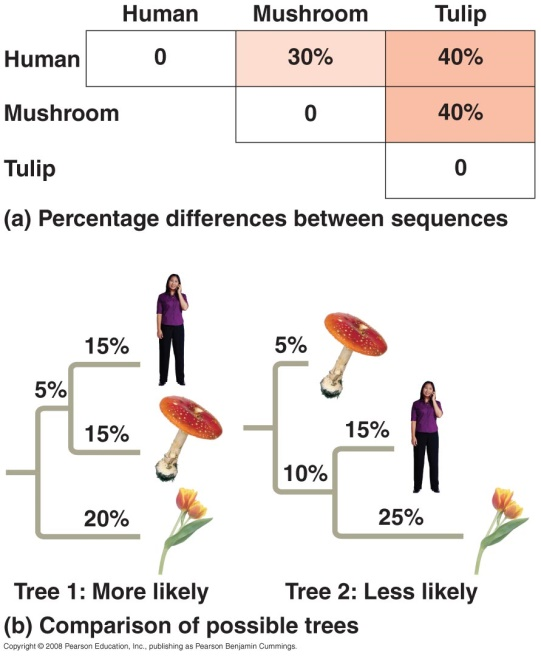 Human Mushroom Tulip
Human 0 30% 40%
Mushroom 0 40%
Tulip 0
(a) Percentage differences between sequences
15%
5%
15%
20%
5%
15%
10%
25%
Tree 1: More likely
Tree 2: Less likely
(b) Comparison of possible trees
Copyright © 2008 Pearson Education, Inc., publishing as Pearson Benjamin Cummings.